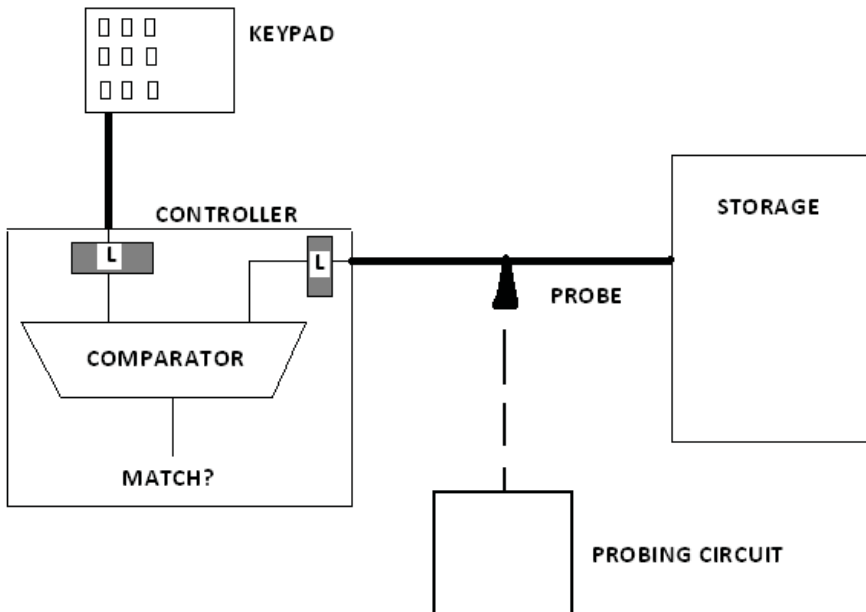 KEYPAD
CONTROLLER
STORAGE
L
L
PROBE
COMPARATOR
MATCH?
PROBING CIRCUIT